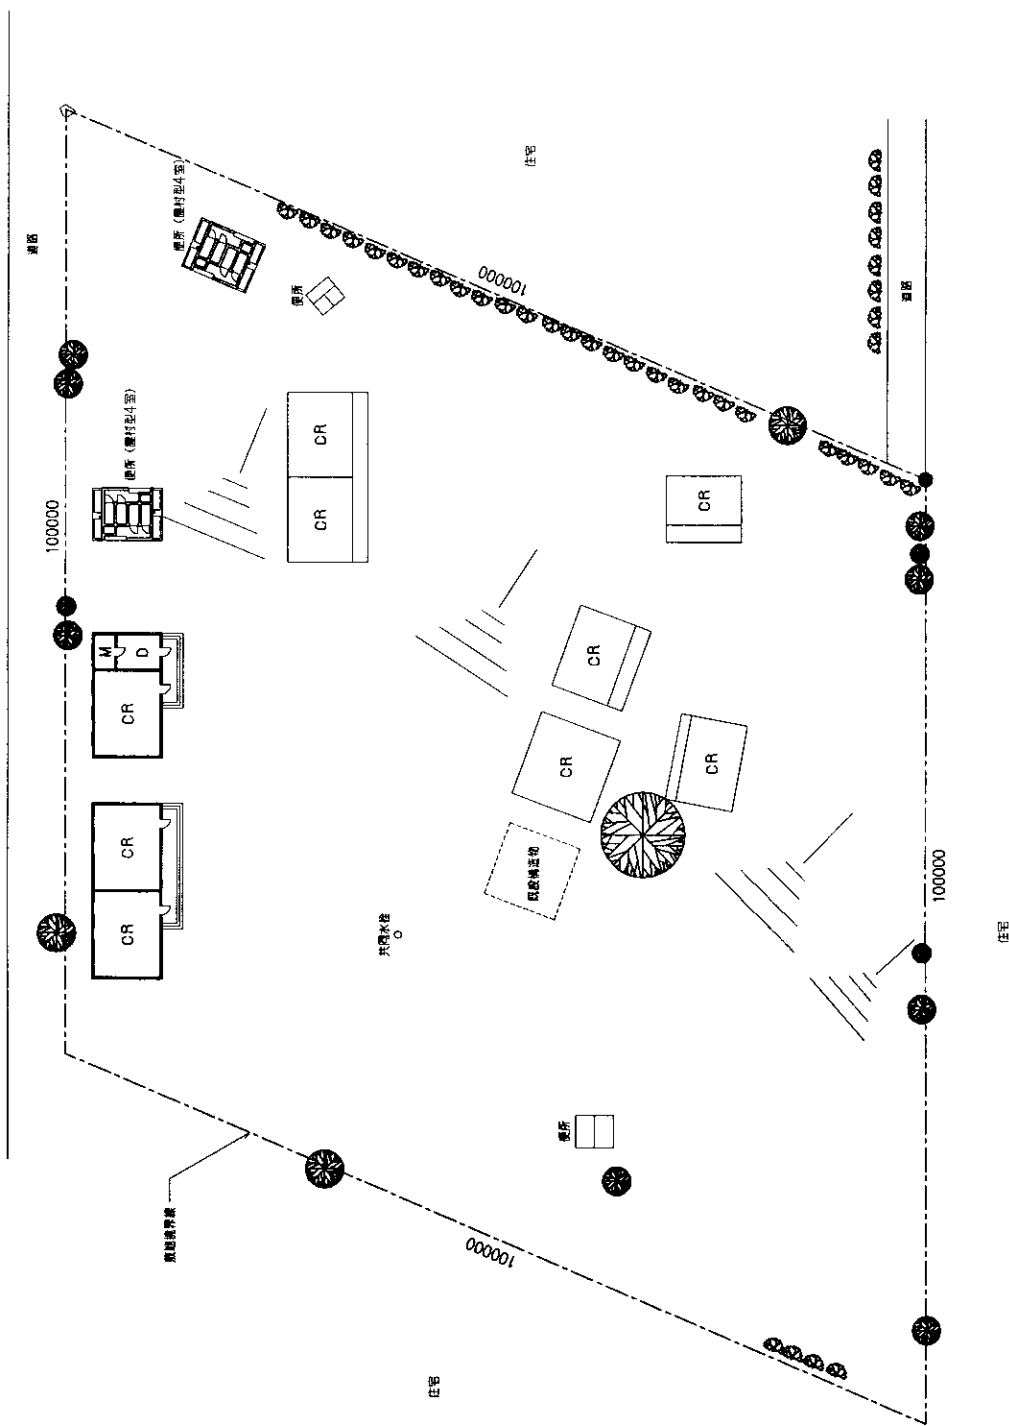 道路
住宅
便所（農村型4室）
便所
100000
道路
便所（農村型4室）
100000
CR
CR
CR
M
D
CR
CR
CR
CR
CR
CR
既設構造物
共同水栓
100000
住宅
便所
敷地境界線
100000
住宅